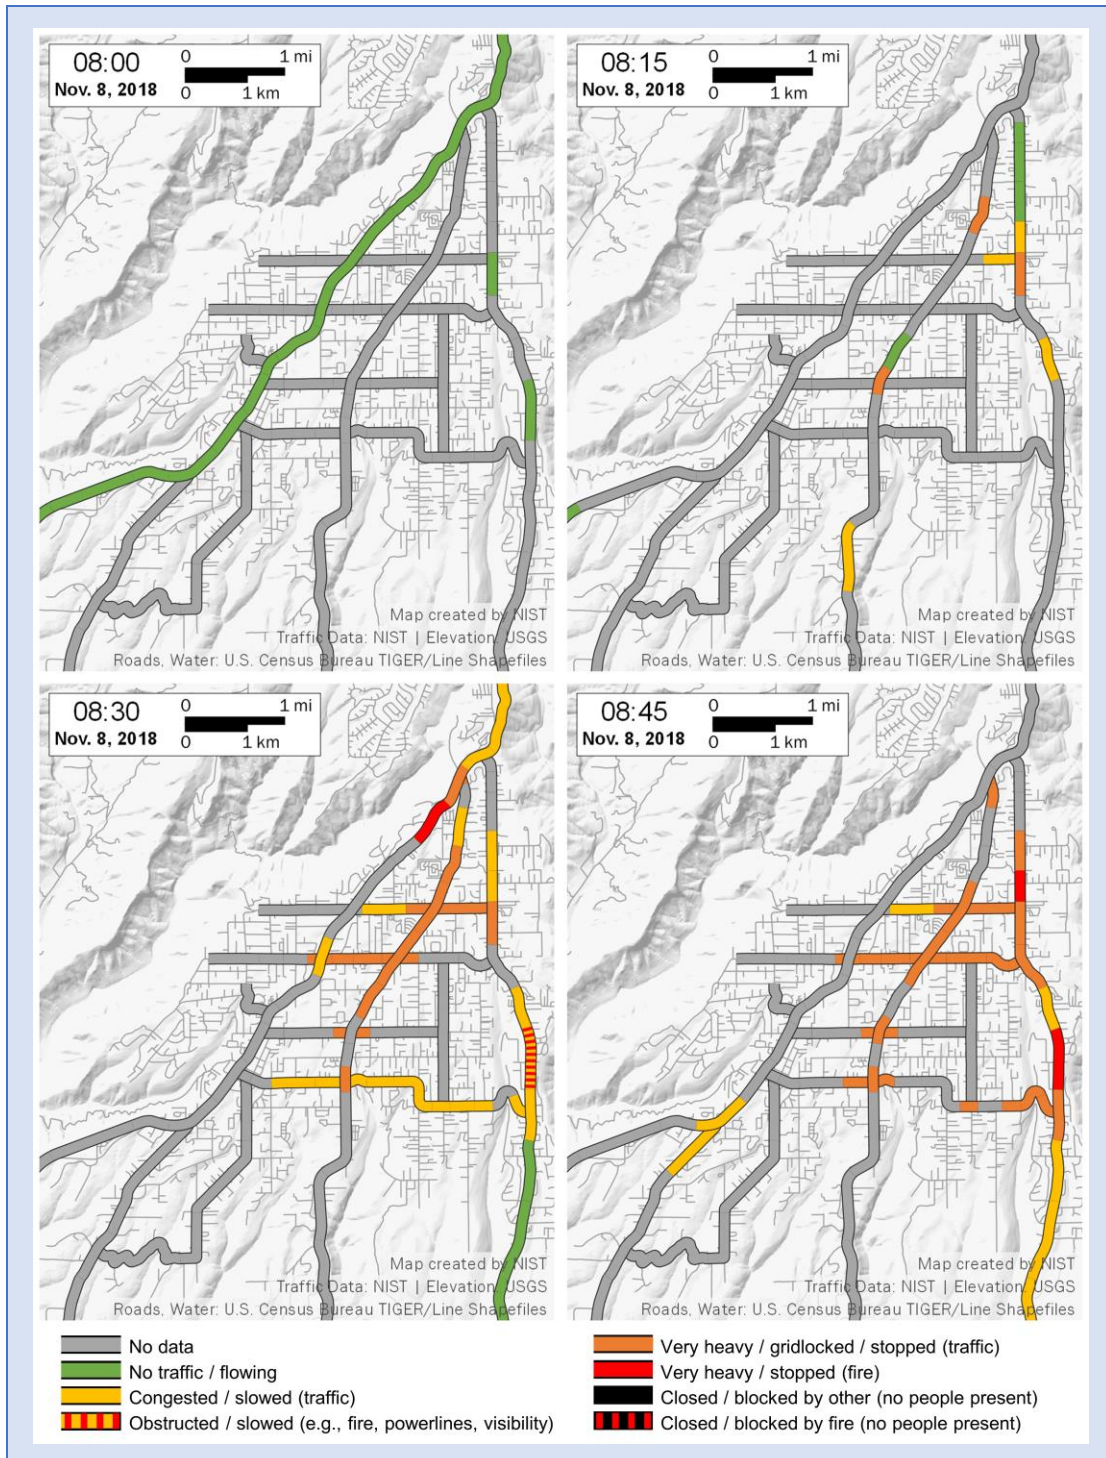 08:00
Nov. 8, 2018
0 1 mi
0 1 km
Map created by NIST
Traffic Data: NIST | Elevation: USGS
Roads, Water: U.S. Census Bureau TIGER/Line Shapefiles
08:15
Nov. 8, 2018
0 1 mi
0 1 km
Map created by NIST
Traffic Data: NIST | Elevation: USGS
Roads, Water: U.S. Census Bureau TIGER/Line Shapefiles
08:30
Nov. 8, 2018
0 1 mi
0 1 km
Map created by NIST
Traffic Data: NIST | Elevation: USGS
Roads, Water: U.S. Census Bureau TIGER/Line Shapefiles
08:45
Nov. 8, 2018
0 1 mi
0 1 km
Map created by NIST
Traffic Data: NIST | Elevation: USGS
Roads, Water: U.S. Census Bureau TIGER/Line Shapefiles
No data
No traffic / flowing
Congested / slowed (traffic)
Obstructed / slowed (e.g., fire, powerlines, visibility)
Very heavy / gridlocked / stopped (traffic)
Very heavy / stopped (fire)
Closed / blocked by other (no people present)
Closed / blocked by fire (no people present)